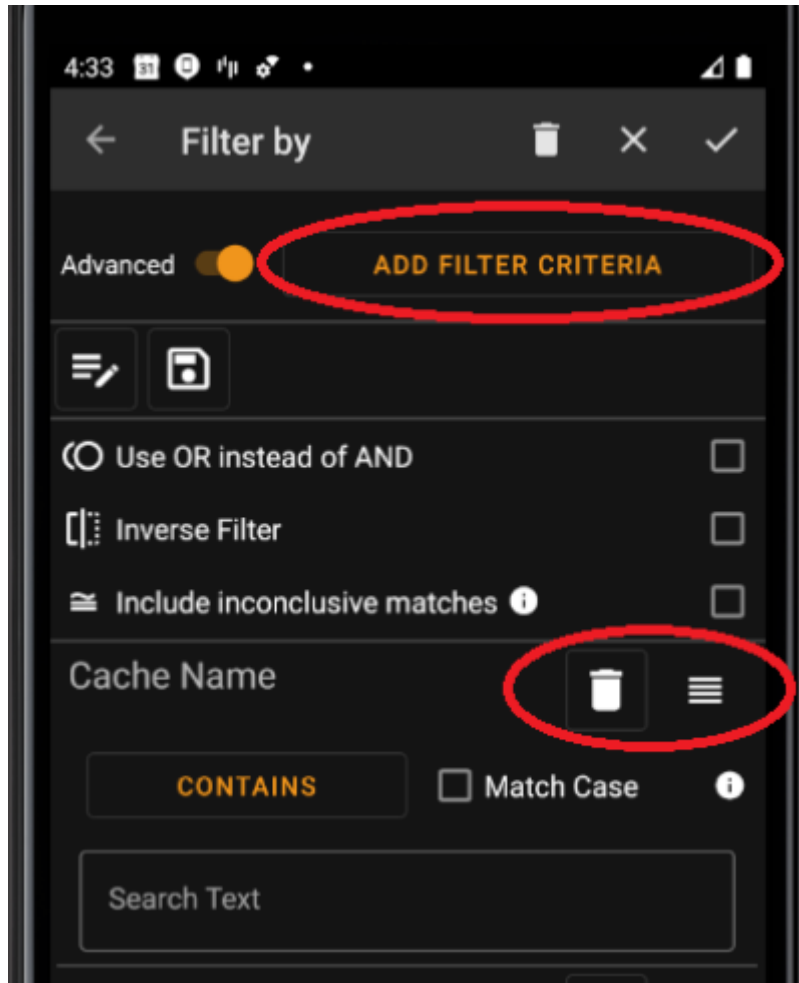 4:33 31
Filter by
Advanced ADD FILTER CRITERIA
Use OR instead of AND
Inverse Filter
Include inconclusive matches
Cache Name
CONTAINS Match Case
Search Text